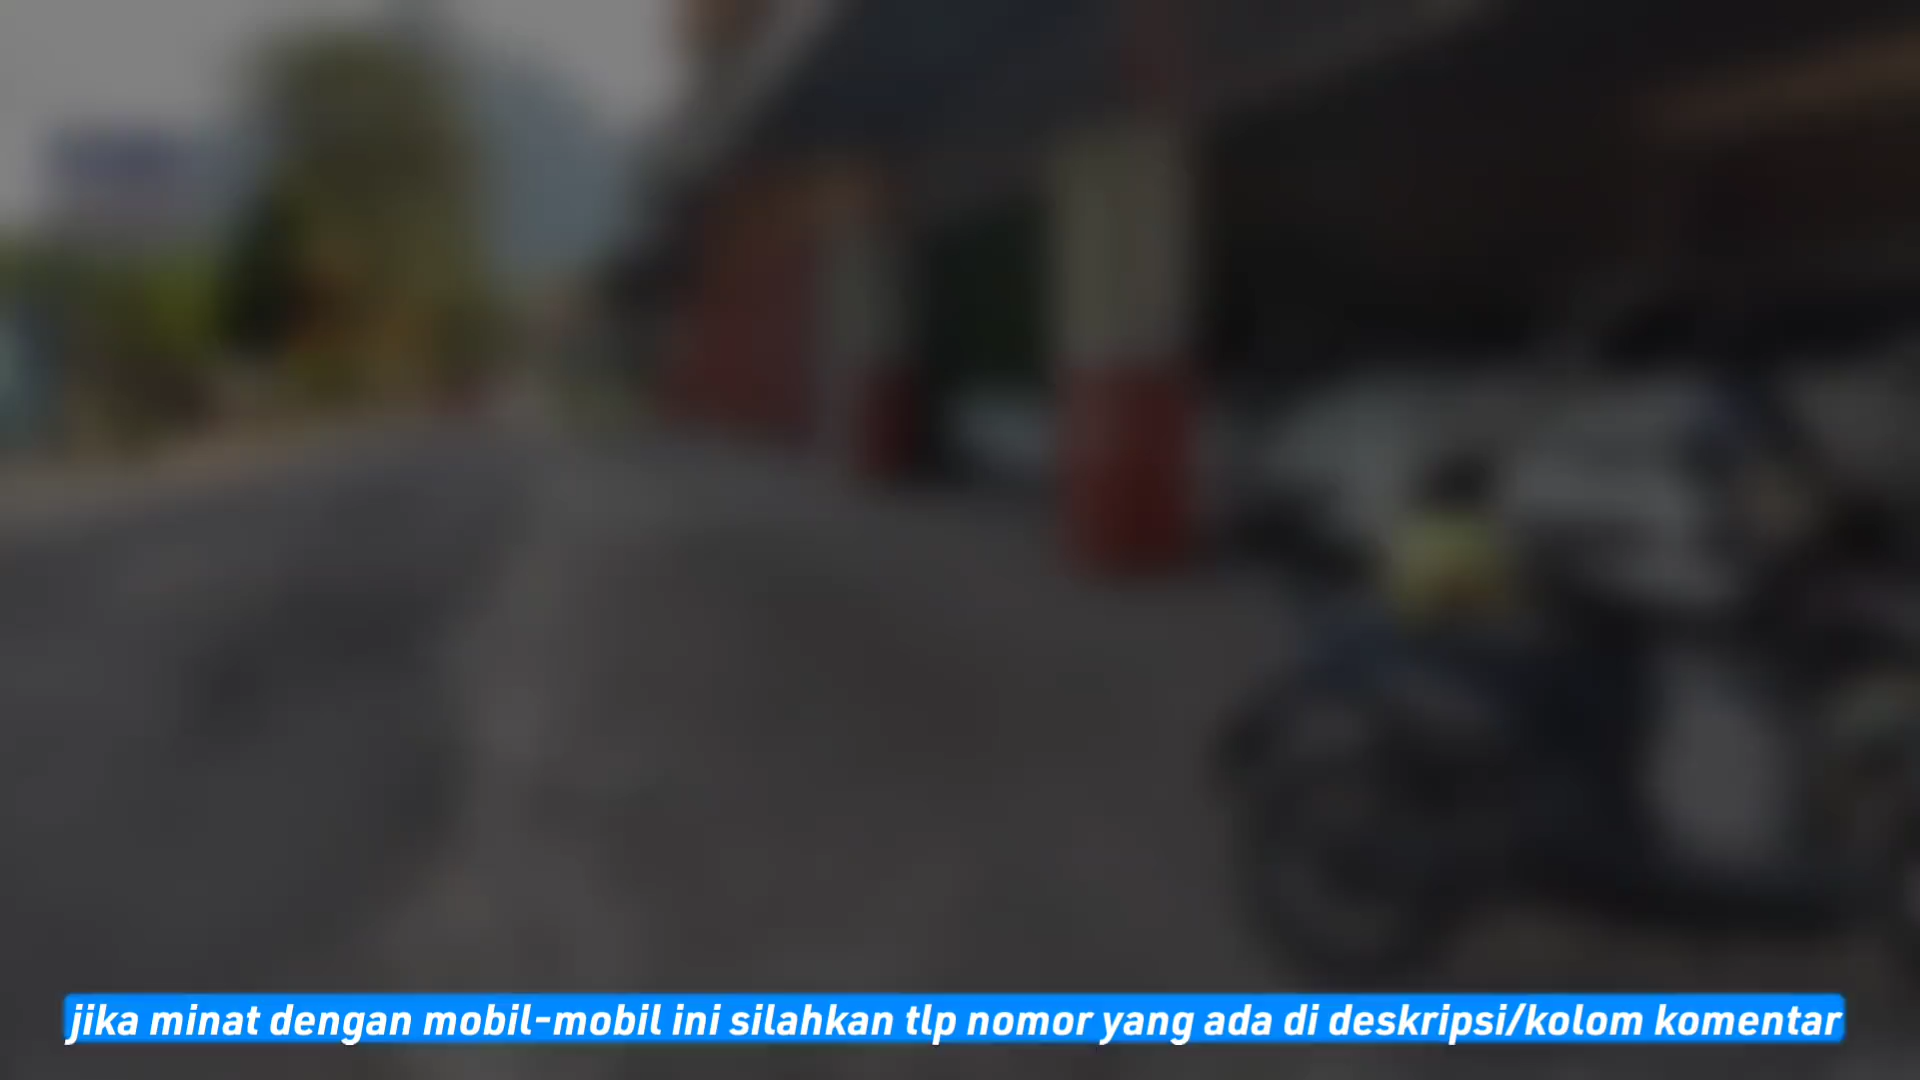 jika minat dengan mobil-mobil ini silahkan tlp nomor yang ada di deskripsi/kolom komentar